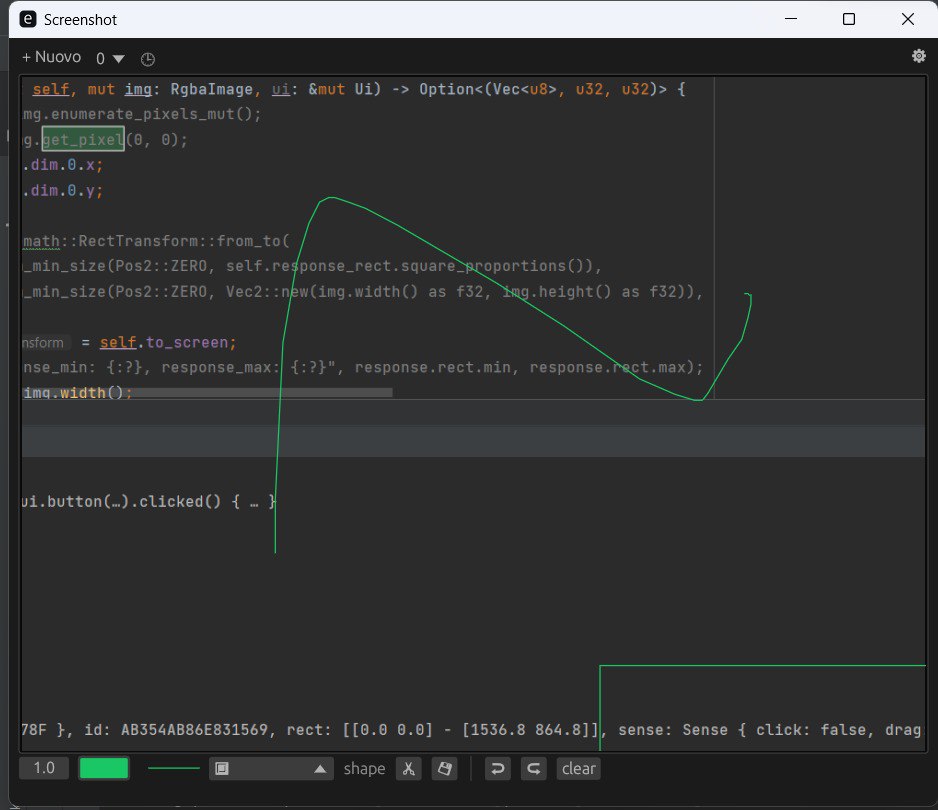 Screenshot
+ Nuovo 0
self, mut img: RgbaImage, ui: &mut Ui) -> Option<(Vec<u8>, u32, u32)> {
mg.enumerate_pixels_mut();
g.get_pixel(0, 0);
.dim.0.x;
.dim.0.y;
math::RectTransform::from_to(
_min_size(Pos2::ZERO, self.response_rect.square_proportions()),
_min_size(Pos2::ZERO, Vec2::new(img.width() as f32, img.height() as f32)),
nsform = self.to_screen;
nse_min: {:?}, response_max: {:?}", response.rect.min, response.rect.max);
img.width();
ui.button(…).clicked() { … }
78F }, id: AB354AB86E831569, rect: [[0.0 0.0] - [1536.8 864.8]], sense: Sense { click: false, drag
1.0 shape clear